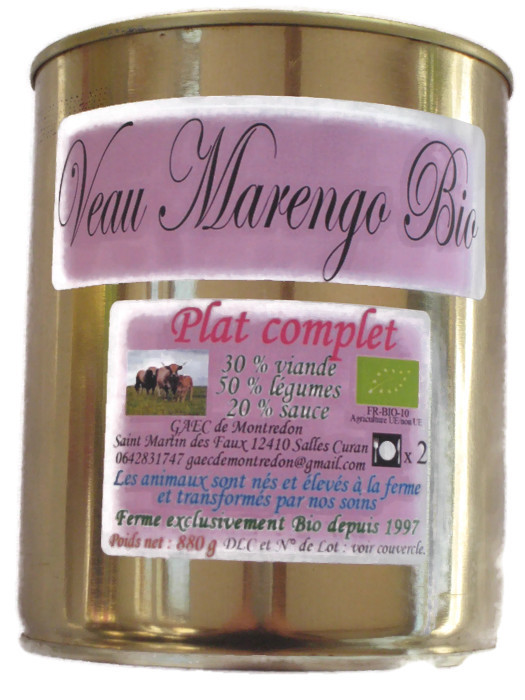 Veau Marengo Bio
Plat complet
30 % viande
50 % légumes
20 % sauce
FR-BIO-10
Agriculture UE/non UE
GAEC de Montredon
Saint Martin des Faux 12410 Salles Curan
0642831747 gaecdemontredon@gmail.com
x 2
Les animaux sont nés et élevés à la ferme
et transformés par nos soins
Ferme exclusivement Bio depuis 1997
Poids net : 880 g DLC et N° de Lot : voir couvercle.